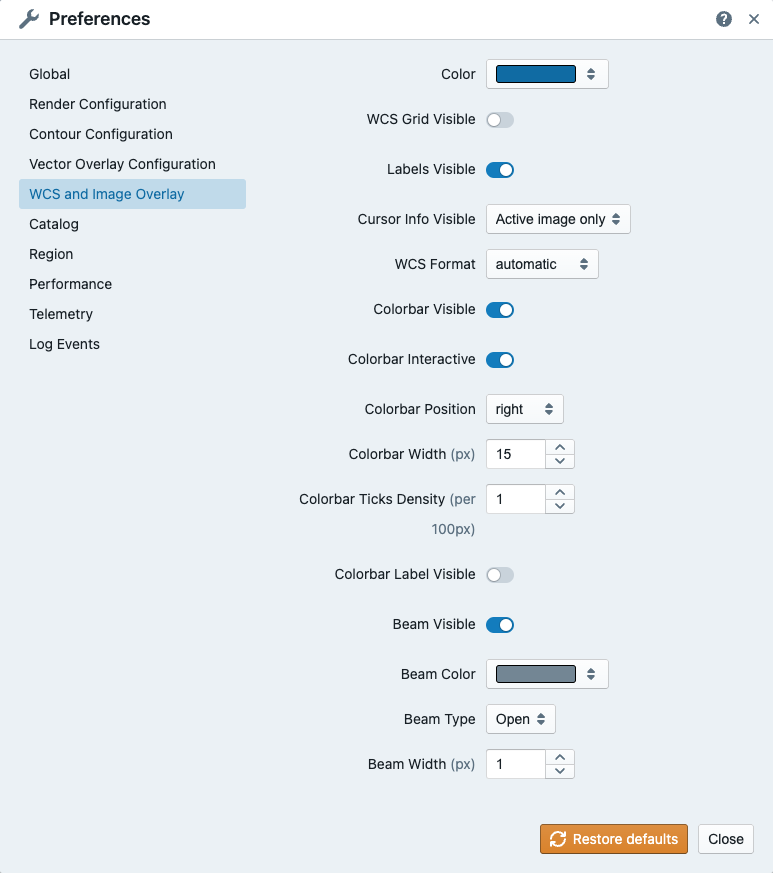 Preferences
Global
Render Configuration
Contour Configuration
Vector Overlay Configuration
WCS and Image Overlay
Catalog
Region
Performance
Telemetry
Log Events
Color
WCS Grid Visible
Labels Visible
Cursor Info Visible Active image only
WCS Format automatic
Colorbar Visible
Colorbar Interactive
Colorbar Position right
Colorbar Width (px) 15
Colorbar Ticks Density (per 1
100px)
Colorbar Label Visible
Beam Visible
Beam Color
Beam Type Open
Beam Width (px) 1
Restore defaults Close